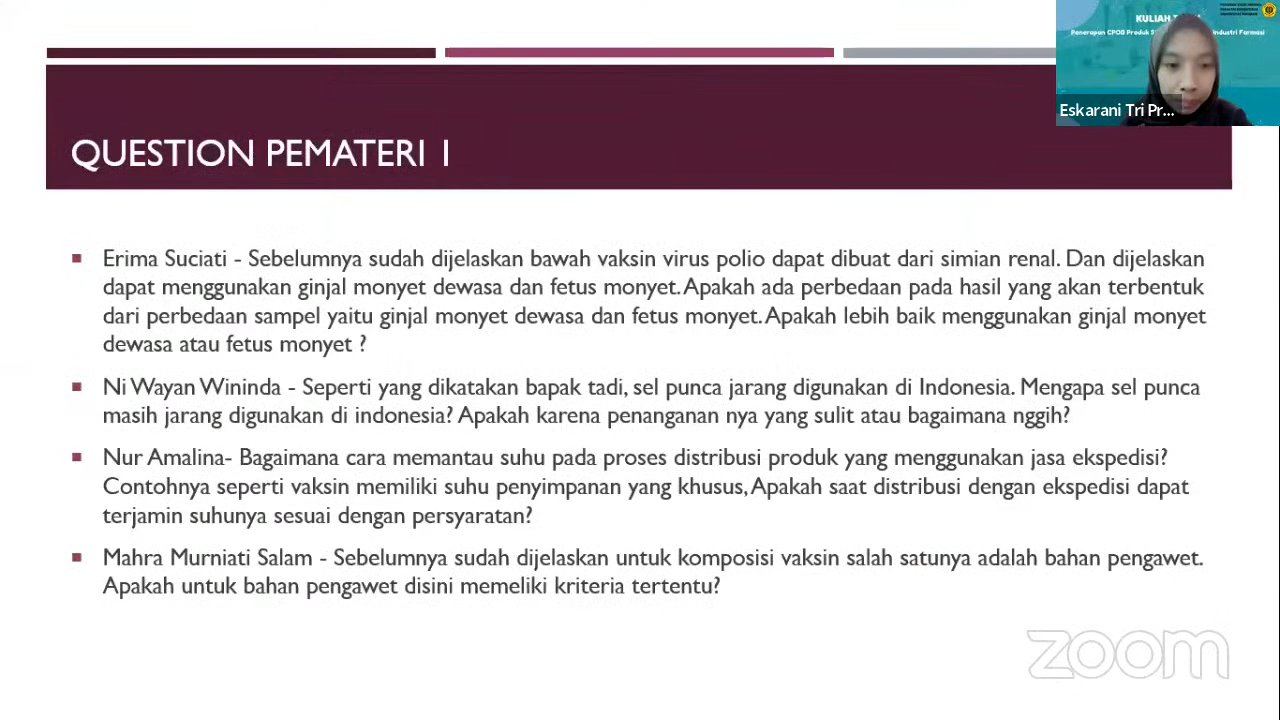 KULIAH
Penerapan CPOB Produk S
ndustri Farmasi
Eskarani Tri Pr...
QUESTION PEMATERI 1
Erima Suciati - Sebelumnya sudah dijelaskan bawah vaksin virus polio dapat dibuat dari simian renal. Dan dijelaskan
dapat menggunakan ginjal monyet dewasa dan fetus monyet. Apakah ada perbedaan pada hasil yang akan terbentuk
dari perbedaan sampel yaitu ginjal monyet dewasa dan fetus monyet. Apakah lebih baik menggunakan ginjal monyet
dewasa atau fetus monyet ?
Ni Wayan Wininda - Seperti yang dikatakan bapak tadi, sel punca jarang digunakan di Indonesia. Mengapa sel punca
masih jarang digunakan di indonesia? Apakah karena penanganan nya yang sulit atau bagaimana nggih?
Nur Amalina- Bagaimana cara memantau suhu pada proses distribusi produk yang menggunakan jasa ekspedisi?
Contohnya seperti vaksin memiliki suhu penyimpanan yang khusus, Apakah saat distribusi dengan ekspedisi dapat
terjamin suhunya sesuai dengan persyaratan?
Mahra Murniati Salam - Sebelumnya sudah dijelaskan untuk komposisi vaksin salah satunya adalah bahan pengawet.
Apakah untuk bahan pengawet disini memeliki kriteria tertentu?
zoom